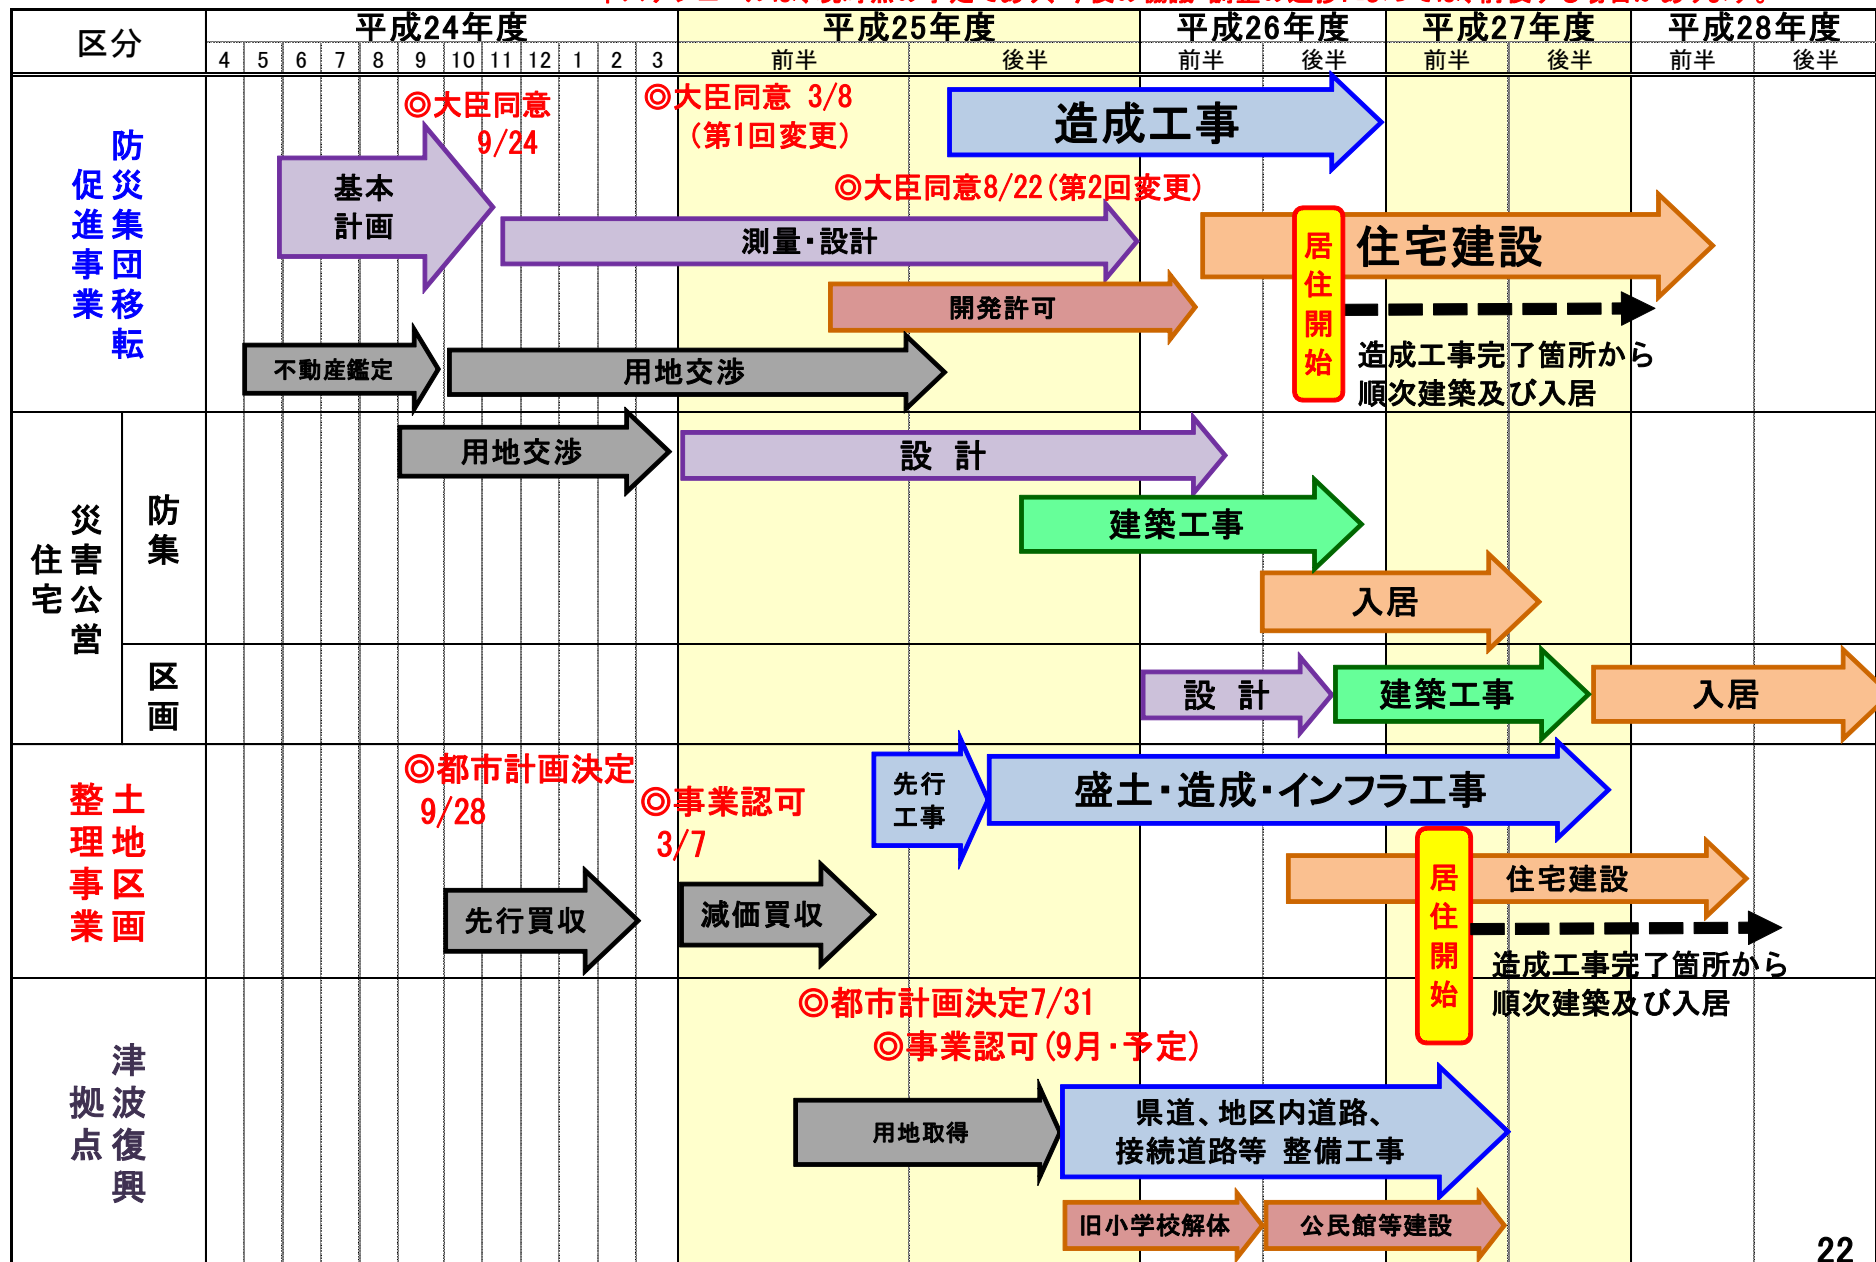 区分
平成24年度
平成25年度
平成26年度
平成27年度
平成28年度
4 5 6 7 8 9 10 11 12 1 2 3 前半 後半 前半 後半 前半 後半 前半 後半
防災集団移転
促進事業
◎大臣同意
9/24
◎大臣同意 3/8
(第1回変更)
造成工事
基本
計画
◎大臣同意8/22(第2回変更)
測量・設計
居住開始
住宅建設
開発許可
不動産鑑定
用地交渉
造成工事完了箇所から
順次建築及び入居
災害公営
住宅
防集
用地交渉
設 計
建築工事
入居
区画
設 計
建築工事
入居
土地区画
整理事業
◎都市計画決定
9/28
◎事業認可
3/7
先行
工事
盛土・造成・インフラ工事
居住開始
住宅建設
先行買収
減価買収
造成工事完了箇所から
順次建築及び入居
津波復興
拠点
◎都市計画決定7/31
◎事業認可(9月・予定)
用地取得
県道、地区内道路、
接続道路等 整備工事
旧小学校解体
公民館等建設
22